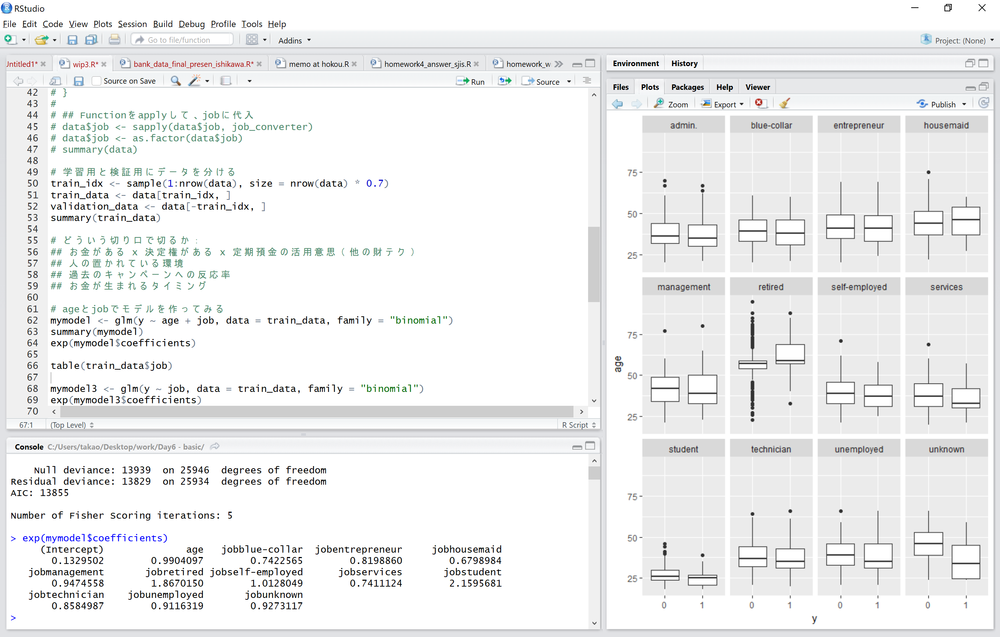 RStudio
File Edit Code View Plots Session Build Debug Profile Tools Help
Go to file/function Addins Project: (None)
Untitled1* wip3.R* bank_data_final_presen_ishikawa.R* memo at hokou.R homework4_answer_sjis.R homework_w
Source on Save Run Source
42 # }
43 #
44 # ## Functionをapplyして、jobに代入
45 # data$job <- sapply(data$job, job_converter)
46 # data$job <- as.factor(data$job)
47 # summary(data)
48
49 # 学習用と検証用にデータを分ける
50 train_idx <- sample(1:nrow(data), size = nrow(data) * 0.7)
51 train_data <- data[train_idx, ]
52 validation_data <- data[-train_idx, ]
53 summary(train_data)
54
55 # どういう切り口で切るか:
56 ## お金がある x 決定権がある x 定期預金の活用意思(他の財テク)
57 ## 人の置かれている環境
58 ## 過去のキャンペーンへの反応率
59 ## お金が生まれるタイミング
60
61 # ageとjobでモデルを作ってみる
62 mymodel <- glm(y ~ age + job, data = train_data, family = "binomial")
63 summary(mymodel)
64 exp(mymodel$coefficients)
65
66 table(train_data$job)
67
68 mymodel3 <- glm(y ~ job, data = train_data, family = "binomial")
69 exp(mymodel3$coefficients)
70
67:1 (Top Level) R Script
Console C:/Users/takao/Desktop/work/Day6 - basic/
Null deviance: 13939 on 25946 degrees of freedom
Residual deviance: 13829 on 25934 degrees of freedom
AIC: 13855
Number of Fisher Scoring iterations: 5
> exp(mymodel$coefficients)
(Intercept) age jobblue-collar jobentrepreneur jobhousemaid
0.1329502 0.9904097 0.7422565 0.8198860 0.6798984
jobmanagement jobretired jobself-employed jobservices jobstudent
0.9474558 1.8670150 1.0128049 0.7411124 2.1595681
jobtechnician jobunemployed jobunknown
0.8584987 0.9116319 0.9273117
>
Environment History
Files Plots Packages Help Viewer
Zoom Export Publish
admin. blue-collar entrepreneur housemaid
75
50
25
management retired self-employed services
75
50
25
age
student technician unemployed unknown
75
50
25
0 1 0 1 0 1 0 1
y